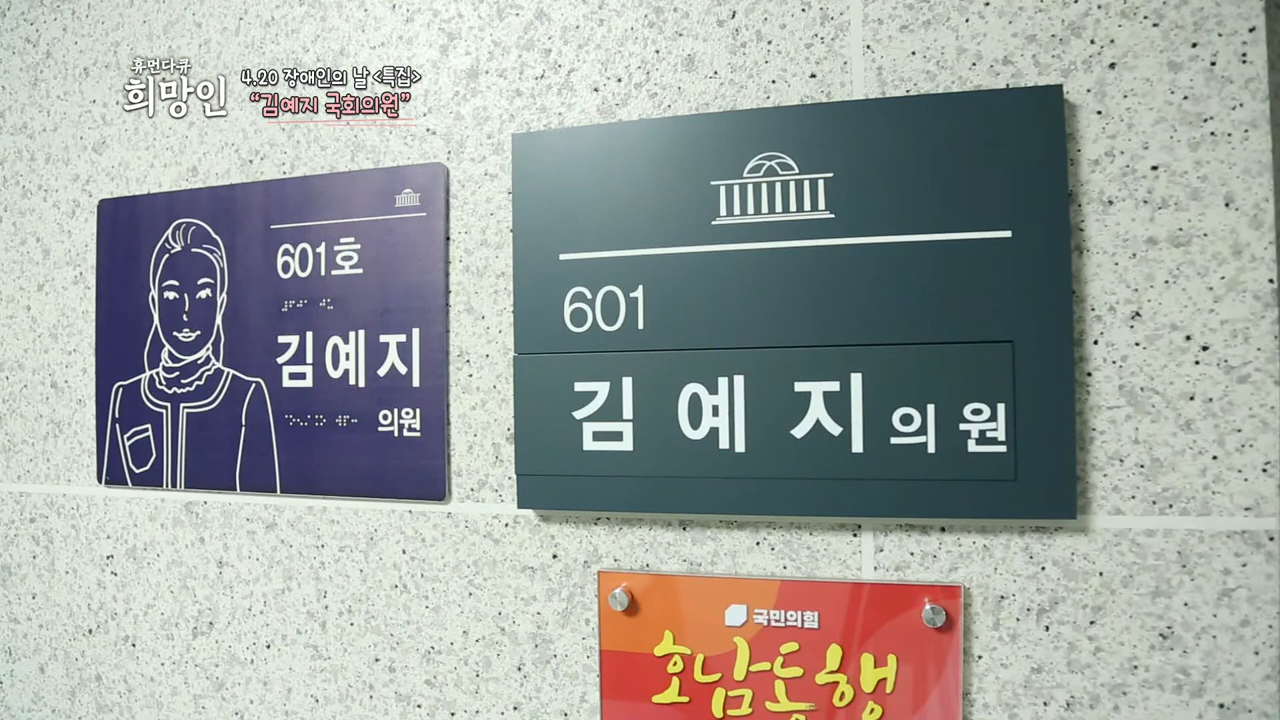 휴먼다큐
희망인
4.20 장애인의 날 <특집>
“김예지 국회의원”
601호
김예지
의원
601
김예지의원
국민의힘
호남동행